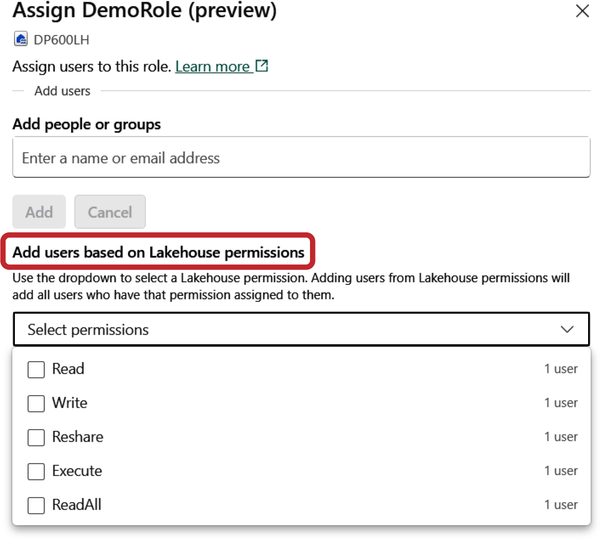 Assign DemoRole (preview)
DP600LH
Assign users to this role. Learn more
Add users
Add people or groups
Enter a name or email address
Add Cancel
Add users based on Lakehouse permissions
Use the dropdown to select a Lakehouse permission. Adding users from Lakehouse permissions will
add all users who have that permission assigned to them.
Select permissions
Read 1 user
Write 1 user
Reshare 1 user
Execute 1 user
ReadAll 1 user